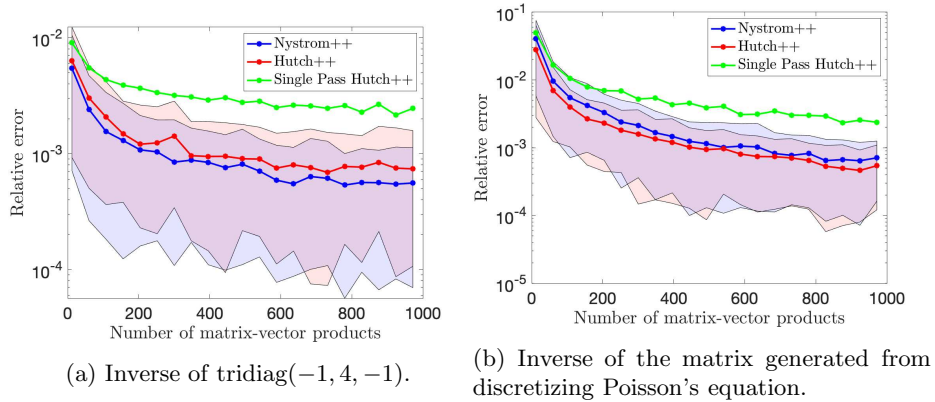 10^{-2}
10^{-3}
10^{-4}
Relative error
Nystrom++
Hutch++
Single Pass Hutch++
0 200 400 600 800 1000
Number of matrix-vector products
(a) Inverse of tridiag(−1, 4, −1).
10^{-1}
10^{-2}
10^{-3}
10^{-4}
10^{-5}
Relative error
Nystrom++
Hutch++
Single Pass Hutch++
0 200 400 600 800 1000
Number of matrix-vector products
(b) Inverse of the matrix generated from
discretizing Poisson's equation.